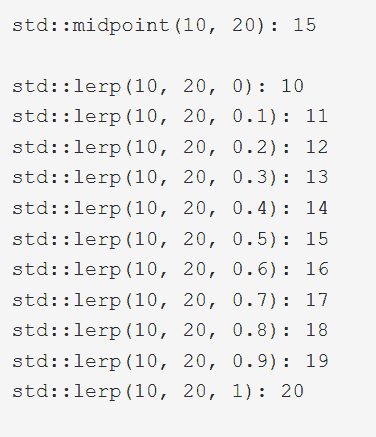 std::midpoint(10, 20): 15

std::lerp(10, 20, 0): 10
std::lerp(10, 20, 0.1): 11
std::lerp(10, 20, 0.2): 12
std::lerp(10, 20, 0.3): 13
std::lerp(10, 20, 0.4): 14
std::lerp(10, 20, 0.5): 15
std::lerp(10, 20, 0.6): 16
std::lerp(10, 20, 0.7): 17
std::lerp(10, 20, 0.8): 18
std::lerp(10, 20, 0.9): 19
std::lerp(10, 20, 1): 20